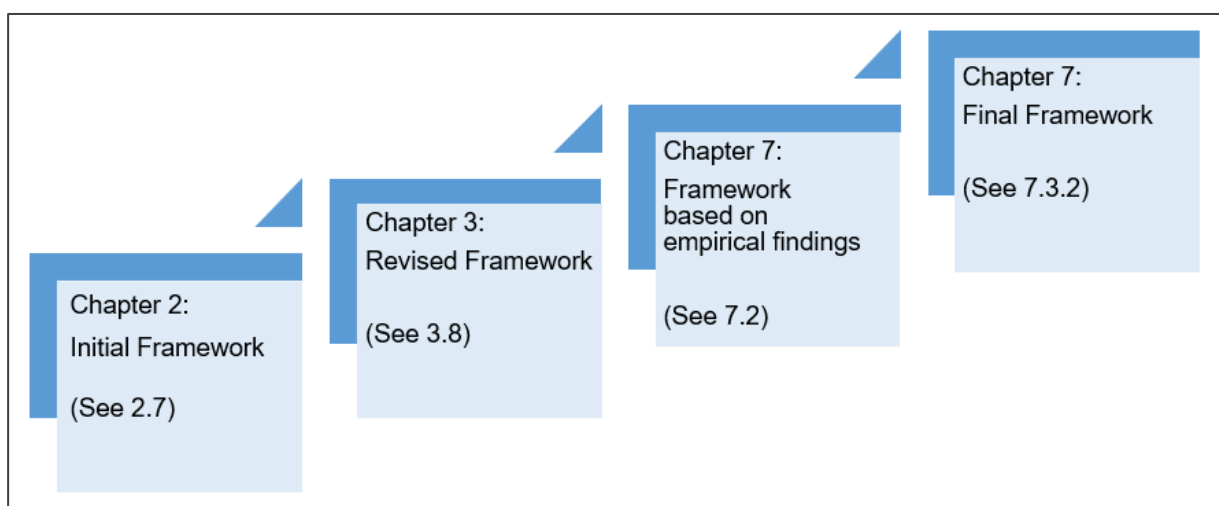 Chapter 2:
Initial Framework
(See 2.7)
Chapter 3:
Revised Framework
(See 3.8)
Chapter 7:
Framework
based on
empirical findings
(See 7.2)
Chapter 7:
Final Framework
(See 7.3.2)